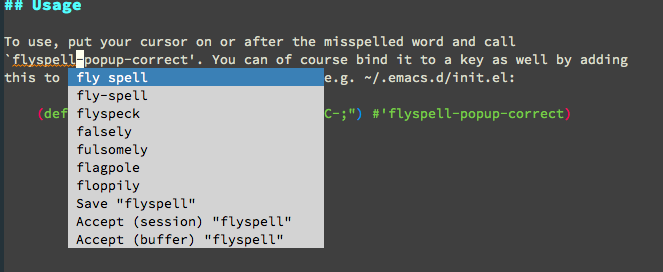 ## Usage
To use, put your cursor on or after the misspelled word and call
`flyspell-popup-correct'. You can of course bind it to a key as well by adding
this to e.g. ~/.emacs.d/init.el:
(def C-;") #'flyspell-popup-correct)
fly spell
fly-spell
flyspeck
falsely
fulsomely
flagpole
floppily
Save "flyspell"
Accept (session) "flyspell"
Accept (buffer) "flyspell"